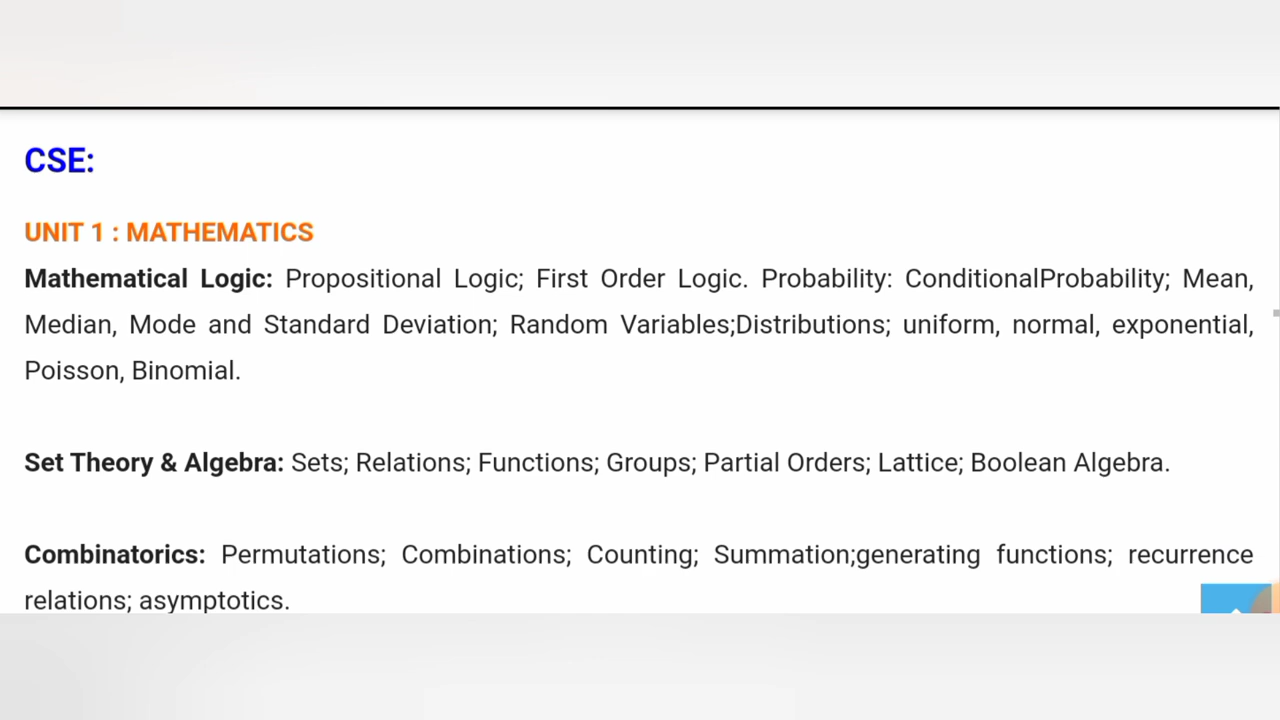 CSE:
UNIT 1 : MATHEMATICS
Mathematical Logic: Propositional Logic; First Order Logic. Probability: ConditionalProbability; Mean,
Median, Mode and Standard Deviation; Random Variables;Distributions; uniform, normal, exponential,
Poisson, Binomial.
Set Theory & Algebra: Sets; Relations; Functions; Groups; Partial Orders; Lattice; Boolean Algebra.
Combinatorics: Permutations; Combinations; Counting; Summation;generating functions; recurrence
relations; asymptotics.